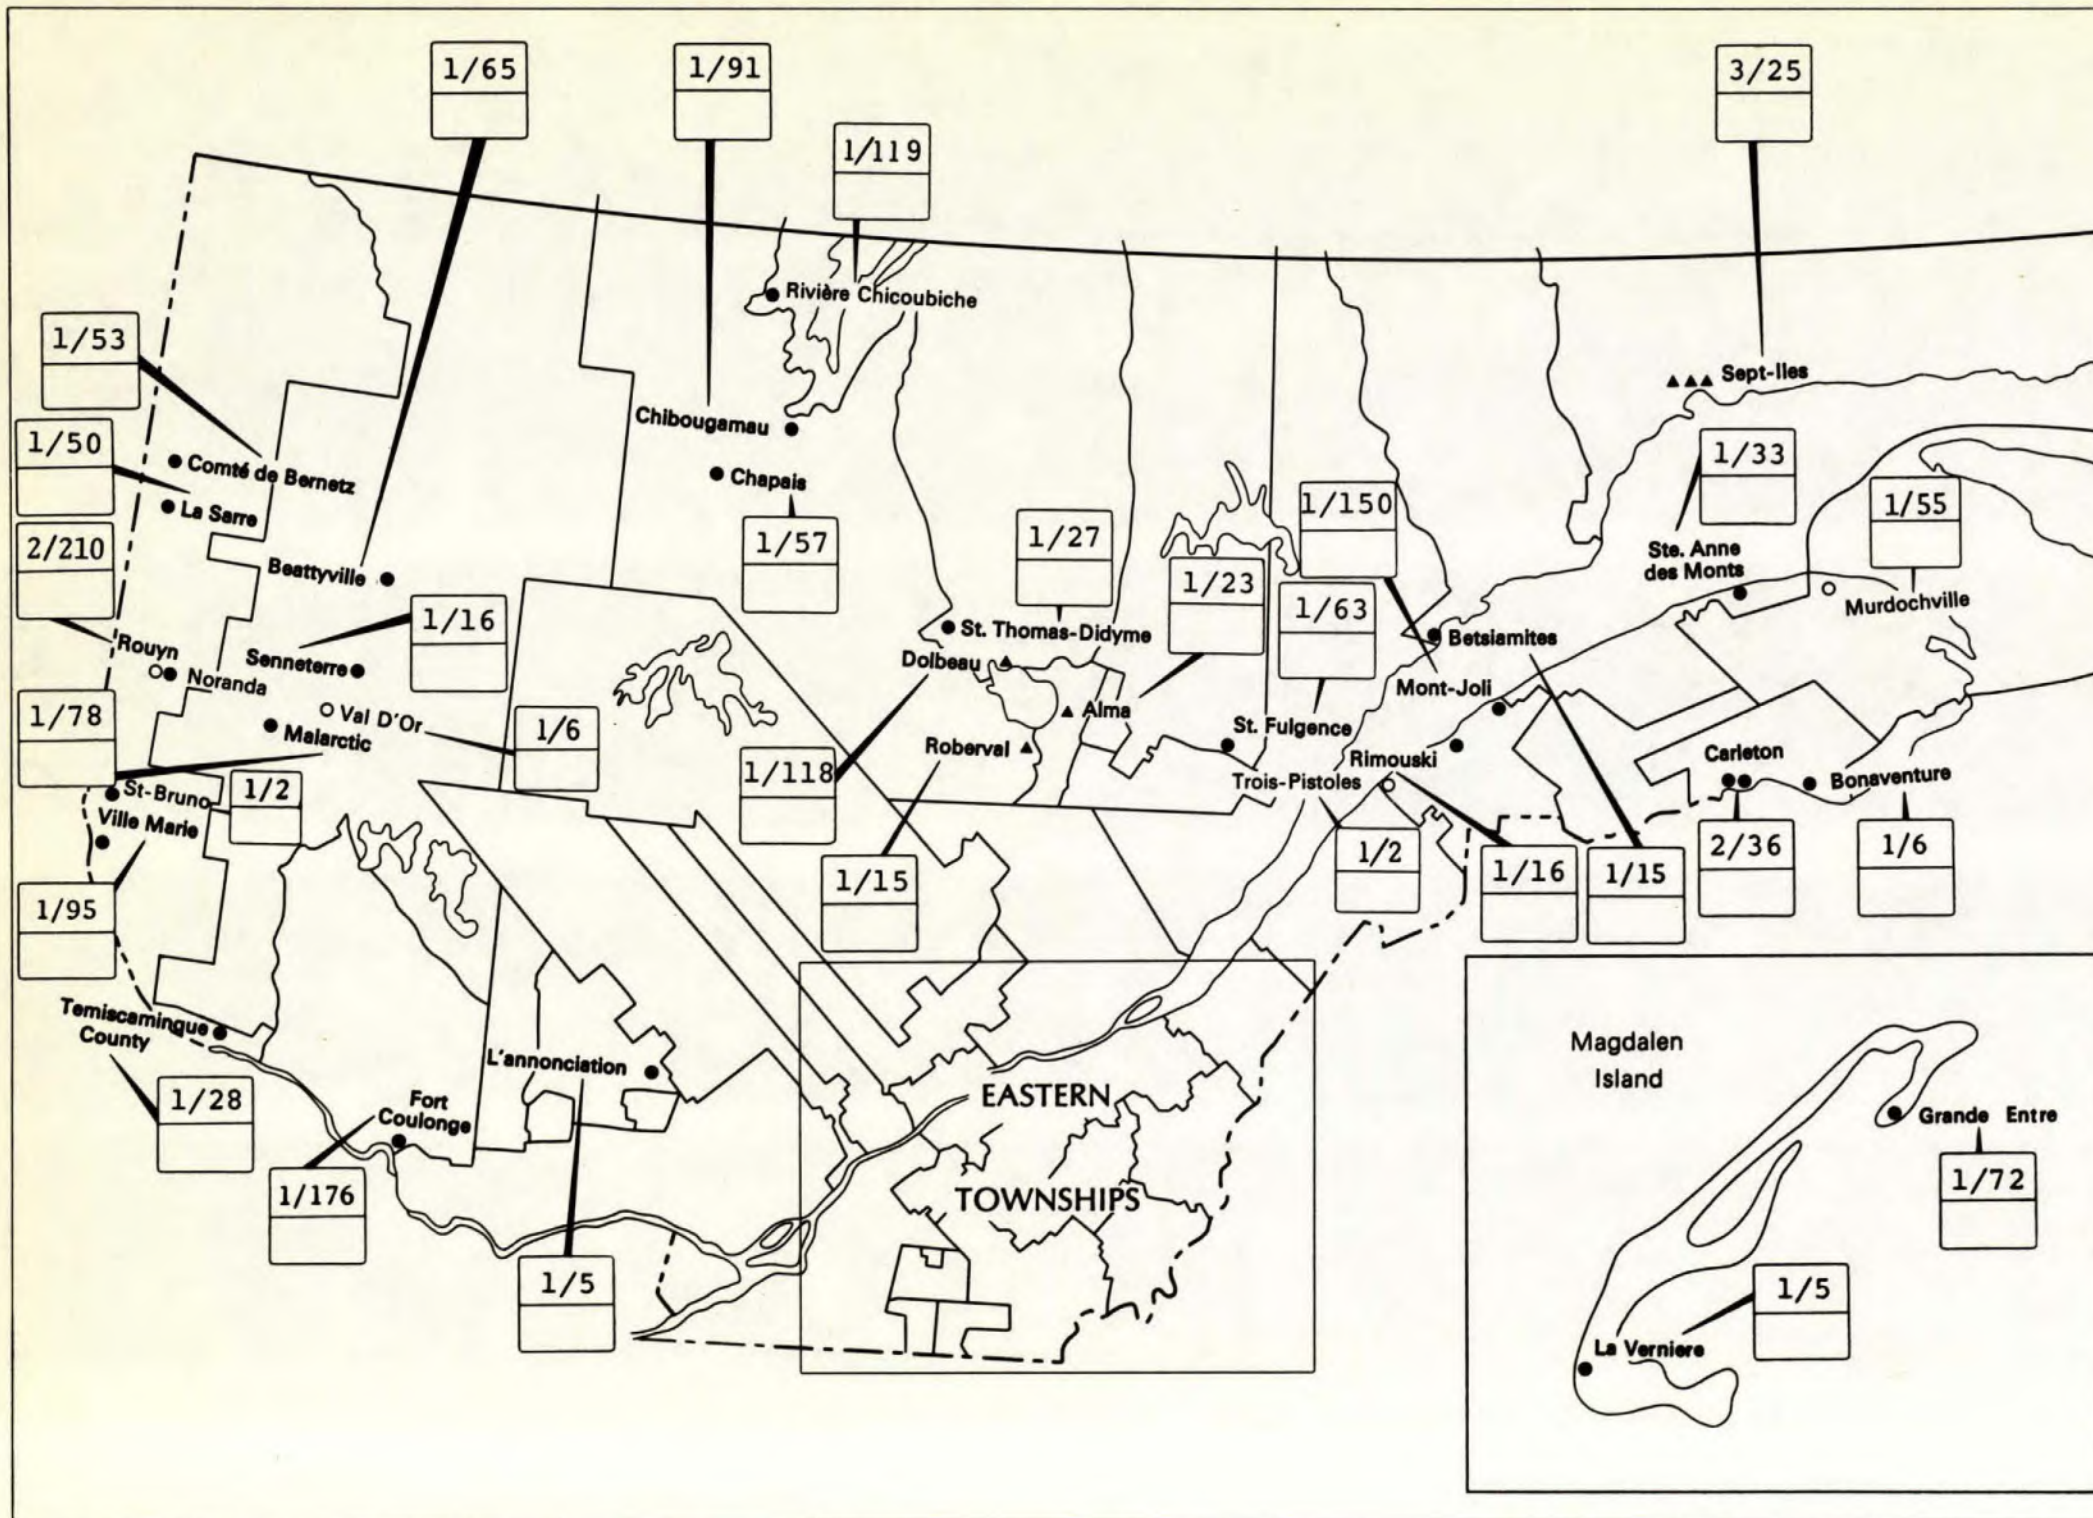 1/65
1/91
3/25
1/119
Rivière Chicoubiche
1/53
Sept-Iles
Chibougamau
1/50
1/33
Comté de Bernetz
Chapais
1/55
La Sarre
1/150
2/210
1/57
1/27
Ste. Anne
des Monts
Beattyville
1/23
1/63
Murdochville
1/16
St. Thomas-Didyme
Betsiamites
Rouyn
Senneterre
Dolbeau
Noranda
Mont-Joli
1/78
Val D'Or
1/6
Alma
St. Fulgence
Malarctic
Roberval
Rimouski
Carleton
1/118
Trois-Pistoles
Bonaventure
St-Bruno
1/2
Ville Marie
1/15
1/2
1/16
1/15
2/36
1/6
1/95
Temiscamingue
County
L'annonciation
Magdalen
Island
1/28
Fort
Coulonge
EASTERN
TOWNSHIPS
Grande Entre
1/176
1/72
1/5
1/5
La Verniere